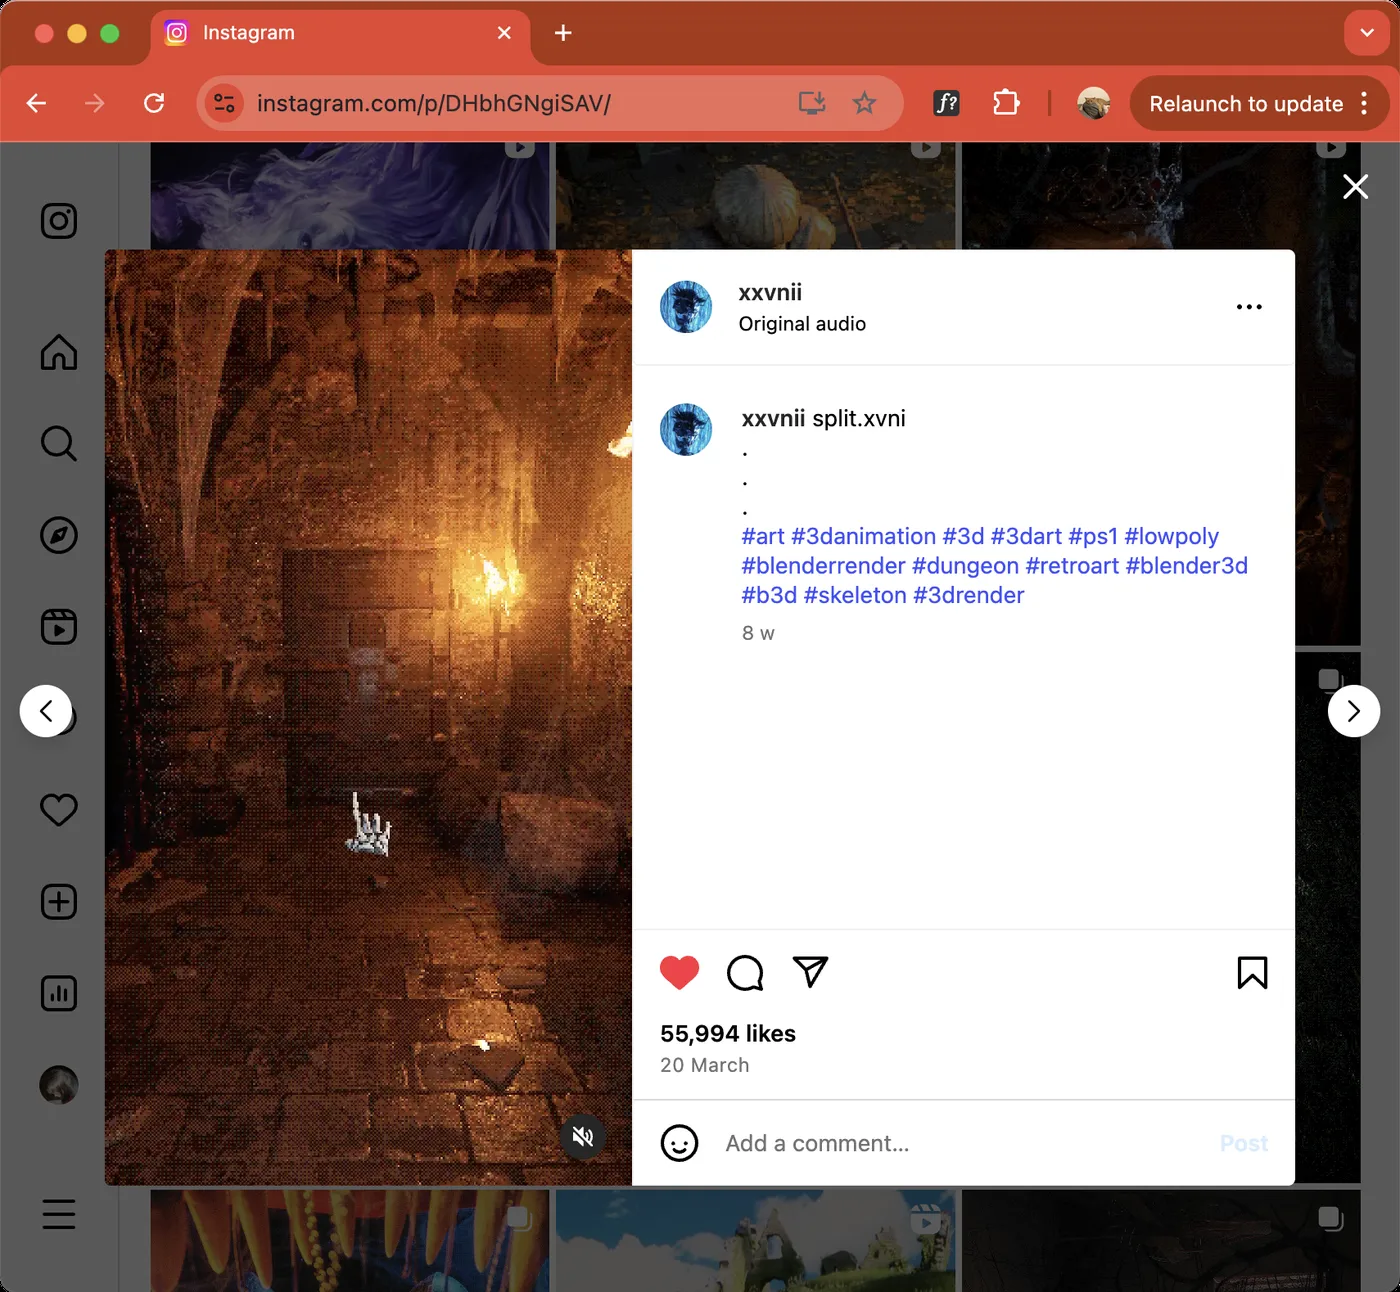 Instagram
instagram.com/p/DHbhGNgiSAV/
f?
Relaunch to update
xxvnii
Original audio
xxvnii split.xvni
.
.
.
#art #3danimation #3d #3dart #ps1 #lowpoly
#blenderrender #dungeon #retroart #blender3d
#b3d #skeleton #3drender
8 w
55,994 likes
20 March
Add a comment...
Post